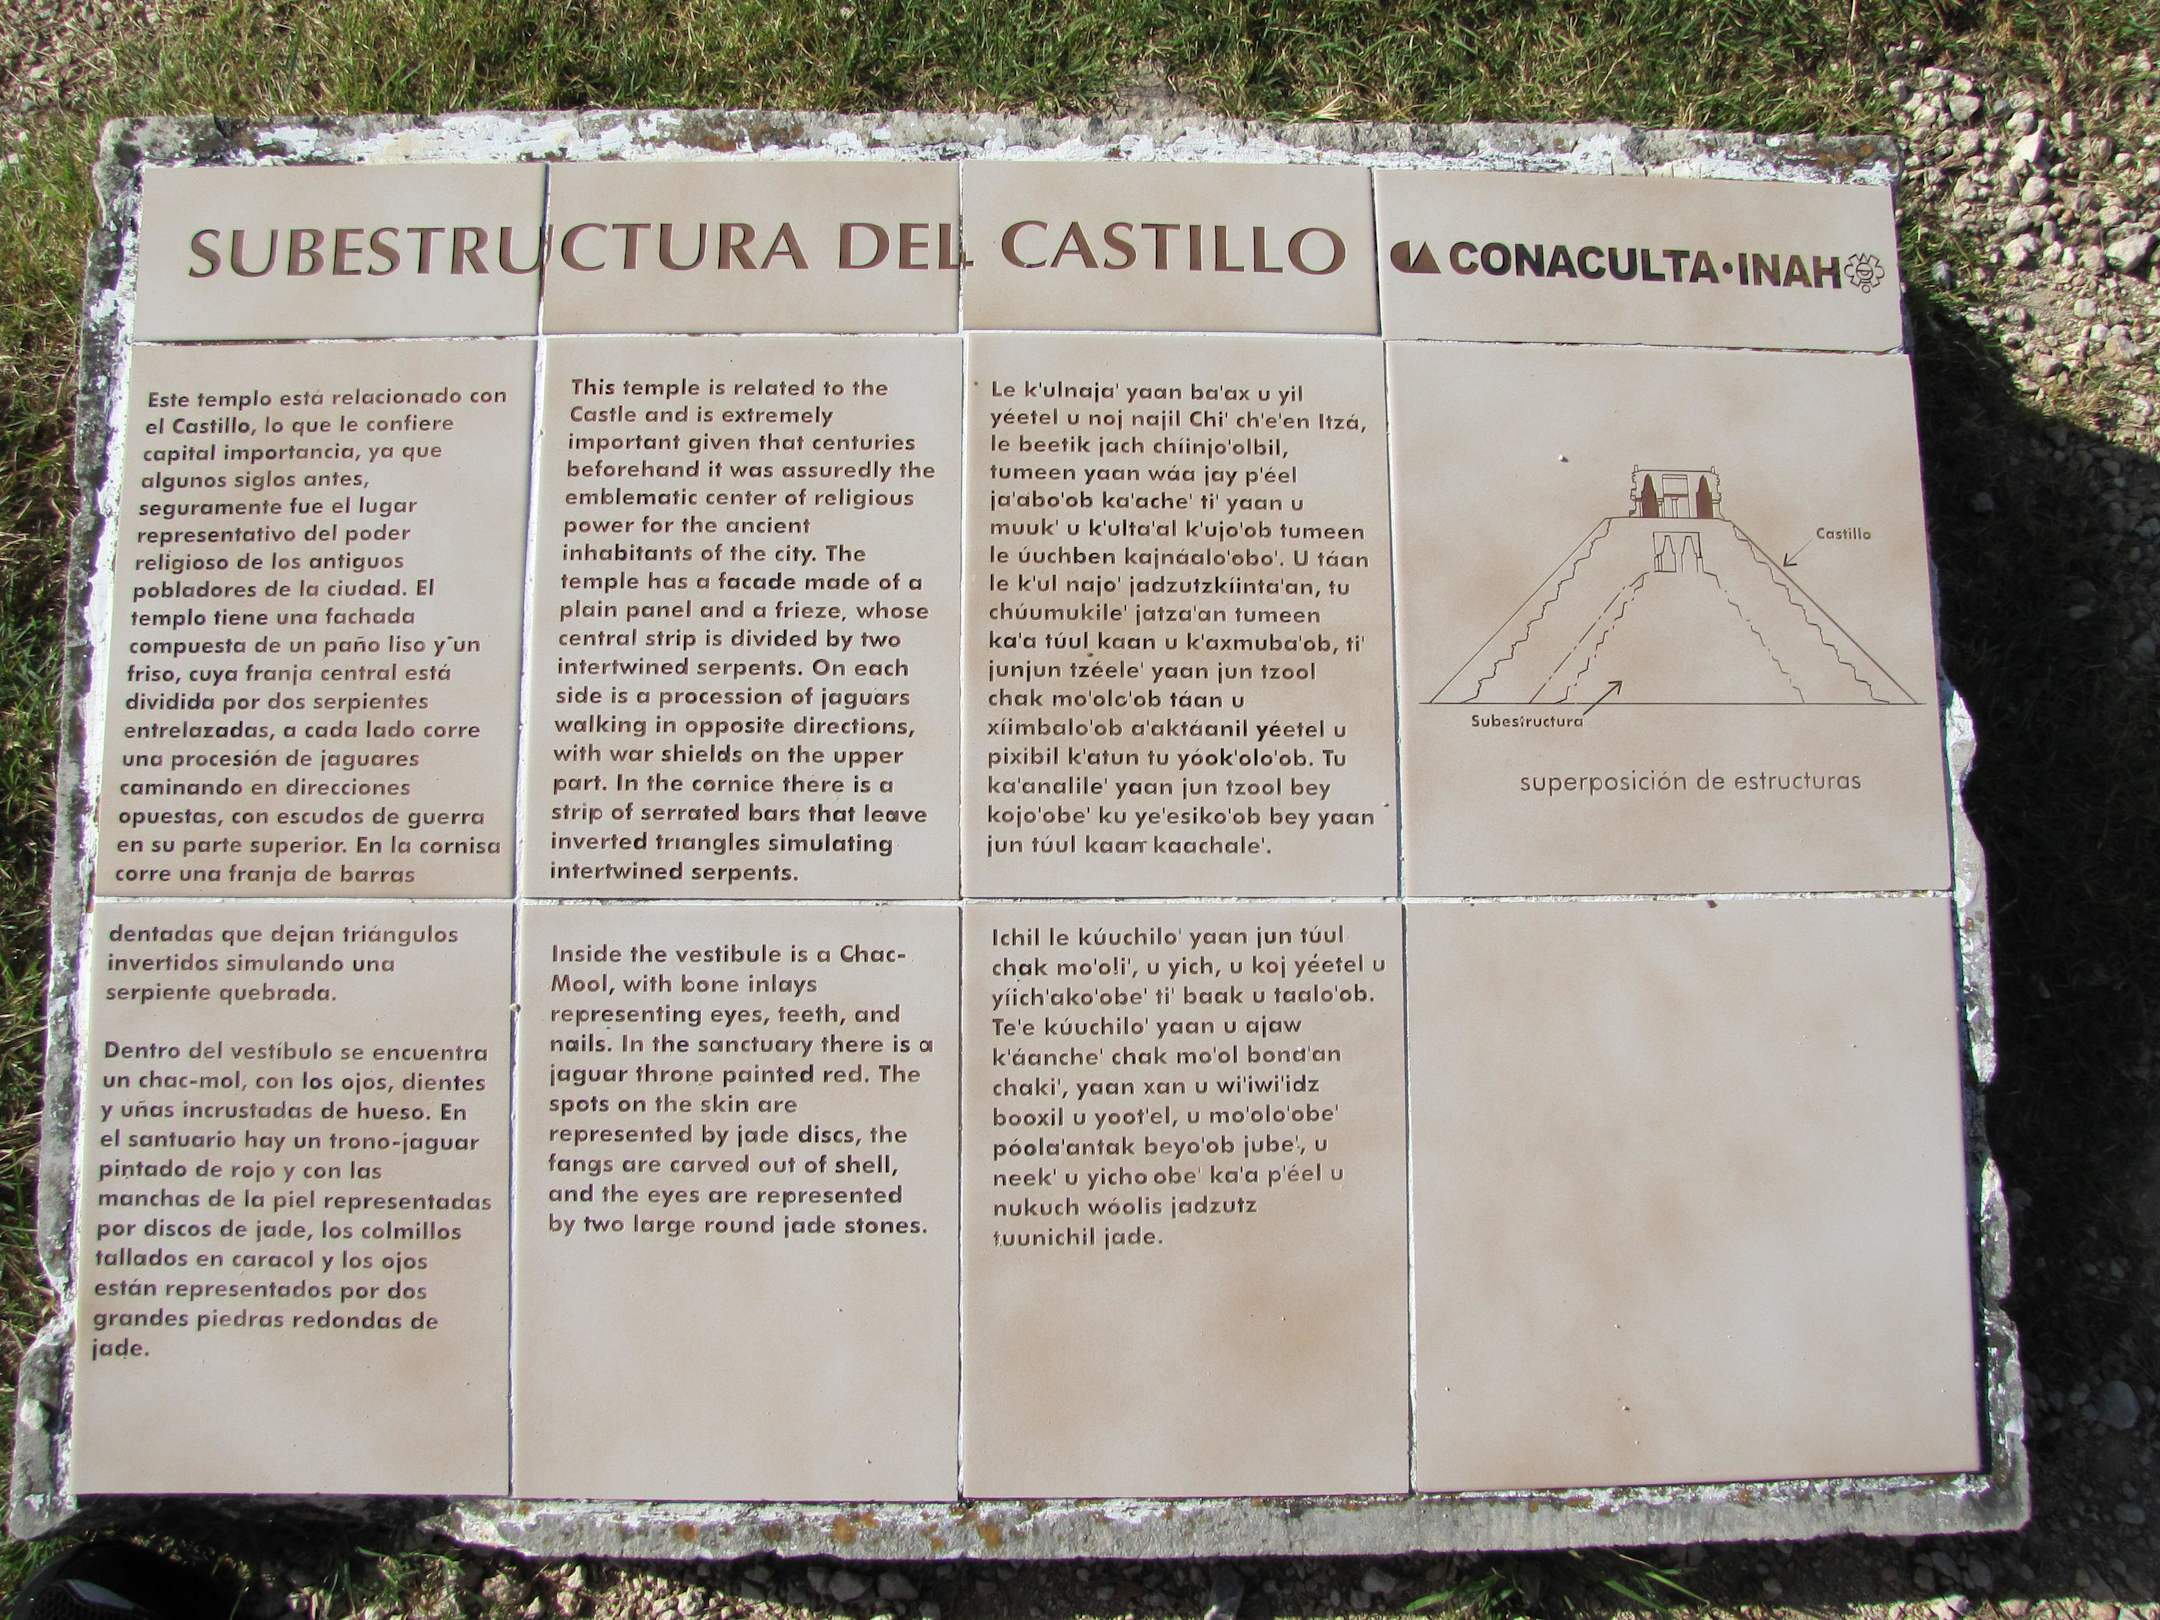 SUBESTRUCTURA DEL CASTILLO
CONACULTA•INAH
Este templo está relacionado con
el Castillo, lo que le confiere
capital importancia, ya que
algunos siglos antes,
seguramente fue el lugar
representativo del poder
religioso de los antiguos
pobladores de la ciudad. El
templo tiene una fachada
compuesta de un paño liso y un
friso, cuya franja central está
dividida por dos serpientes
entrelazadas, a cada lado corre
una procesión de jaguares
caminando en direcciones
opuestas, con escudos de guerra
en su parte superior. En la cornisa
corre una franja de barras
dentadas que dejan triángulos
invertidos simulando una
serpiente quebrada.
Dentro del vestíbulo se encuentra
un chac-mol, con los ojos, dientes
y uñas incrustadas de hueso. En
el santuario hay un trono-jaguar
pintado de rojo y con las
manchas de la piel representadas
por discos de jade, los colmillos
tallados en caracol y los ojos
están representados por dos
grandes piedras redondas de
jade.
This temple is related to the
Castle and is extremely
important given that centuries
beforehand it was assuredly the
emblematic center of religious
power for the ancient
inhabitants of the city. The
temple has a facade made of a
plain panel and a frieze, whose
central strip is divided by two
intertwined serpents. On each
side is a procession of jaguars
walking in opposite directions,
with war shields on the upper
part. In the cornice there is a
strip of serrated bars that leave
inverted triangles simulating
intertwined serpents.
Inside the vestibule is a Chac-
Mool, with bone inlays
representing eyes, teeth, and
nails. In the sanctuary there is a
jaguar throne painted red. The
spots on the skin are
represented by jade discs, the
fangs are carved out of shell,
and the eyes are represented
by two large round jade stones.
Le k'ulnaja' yaan ba'ax u yil
yéetel u noj najil Chi' ch'e'en Itzá,
le beetik jach chíinjo'olbil,
tumeen yaan wáa jay p'éel
ja'abo'ob ka'ache' ti' yaan u
muuk' u k'ulta'al k'ujo'ob tumeen
le úuchben kajnáalo'obo'. U táan
le k'ul najo' jadzutzkíinta'an, tu
chúumukile' jatza'an tumeen
ka'a túul kaan u k'axmuba'ob, ti'
junjun tzéele' yaan jun tzool
chak mo'olo'ob táan u
xíimbalo'ob a'aktáanil yéetel u
pixibil k'atun tu yóok'olo'ob. Tu
ka'analile' yaan jun tzool bey
kojo'obe' ku ye'esiko'ob bey yaan
jun túul kaan kaachale'.
Ichil le kúuchilo' yaan jun túul
chak mo'oli', u yich, u koj yéetel u
yíich'ako'obe' ti' baak u taalo'ob.
Te'e kúuchilo' yaan u ajaw
k'áanche' chak mo'ol bona'an
chaki', yaan xan u wi'iwi'idz
booxil u yoot'el, u mo'olo'obe'
póola'antak beyo'ob jube', u
neek' u yicho'obe' ka'a p'éel u
nukuch wóolis jadzutz
tuunichil jade.
Castillo
Subestructura
superposición de estructuras